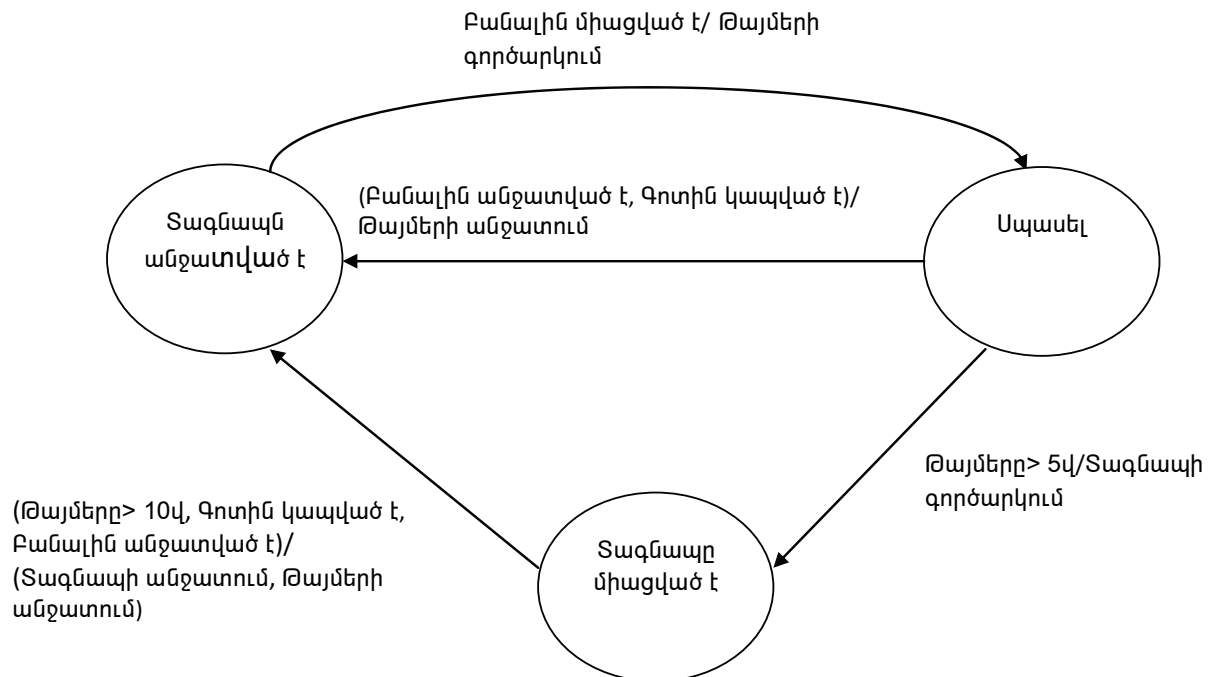 Բանալին միացված է/ Թայմերի
գործարկում
(Բանալին անջատված է, Գոտին կապված է)/
Թայմերի անջատում
Տագնապն
անջատված է
Սպասել
Թայմերը> 5վ/Տագնապի
գործարկում
(Թայմերը> 10վ, Գոտին կապված է,
Բանալին անջատված է)/
(Տագնապի անջատում, Թայմերի
անջատում)
Տագնապը
միացված է